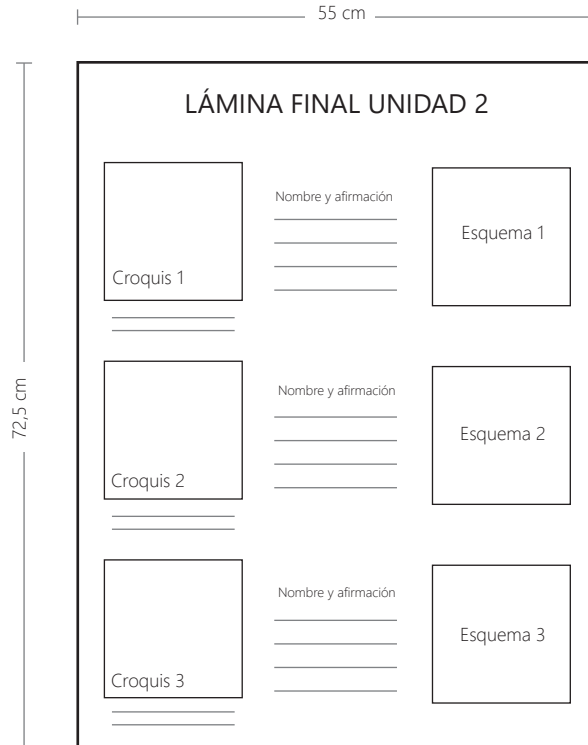 55 cm
LÁMINA FINAL UNIDAD 2
72,5 cm
Nombre y afirmación
Croquis 1
Esquema 1
Nombre y afirmación
Croquis 2
Esquema 2
Nombre y afirmación
Croquis 3
Esquema 3